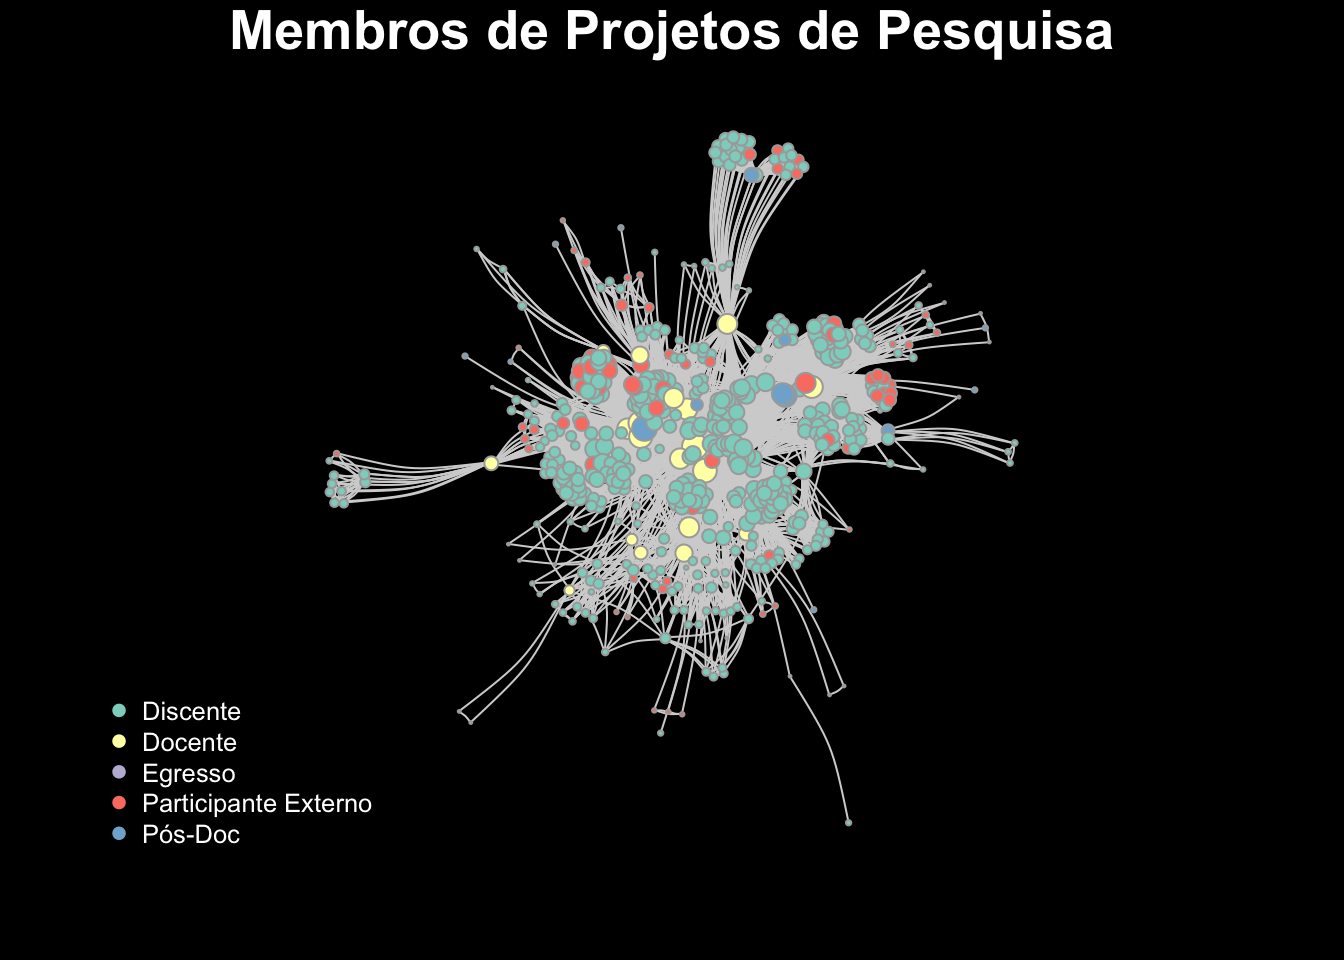 Membros de Projetos de Pesquisa
Discente
Docente
Egresso
Participante Externo
Pós-Doc